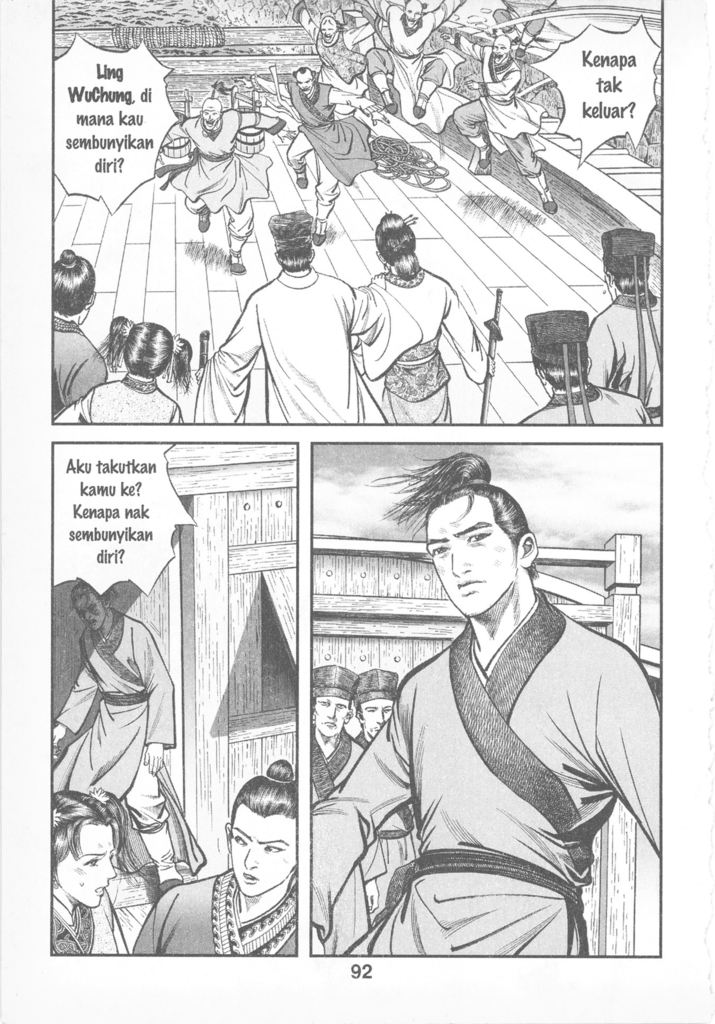 Ling
WuChung, di
mana kau
sembunyikan
diri?
Kenapa
tak
keluar?
Aku takutkan
kamu ke?
Kenapa nak
sembunyikan
diri?
92